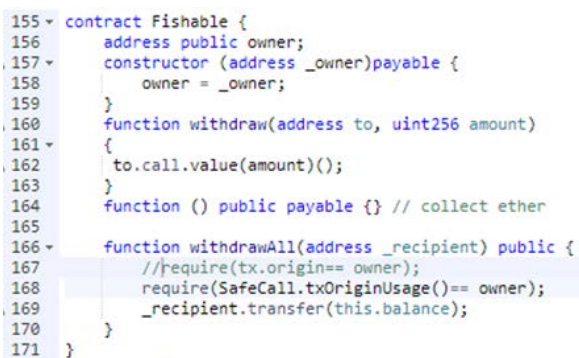 155 contract Fishable {
156 address public owner;
157 constructor (address _owner)payable {
158 owner = _owner;
159 }
160 function withdraw(address to, uint256 amount)
161 {
162 to.call.value(amount)();
163 }
164 function () public payable {} // collect ether
165
166 function withdrawAll(address _recipient) public {
167 //require(tx.origin== owner);
168 require(SafeCall.txOriginUsage()== owner);
169 _recipient.transfer(this.balance);
170 }
171 }